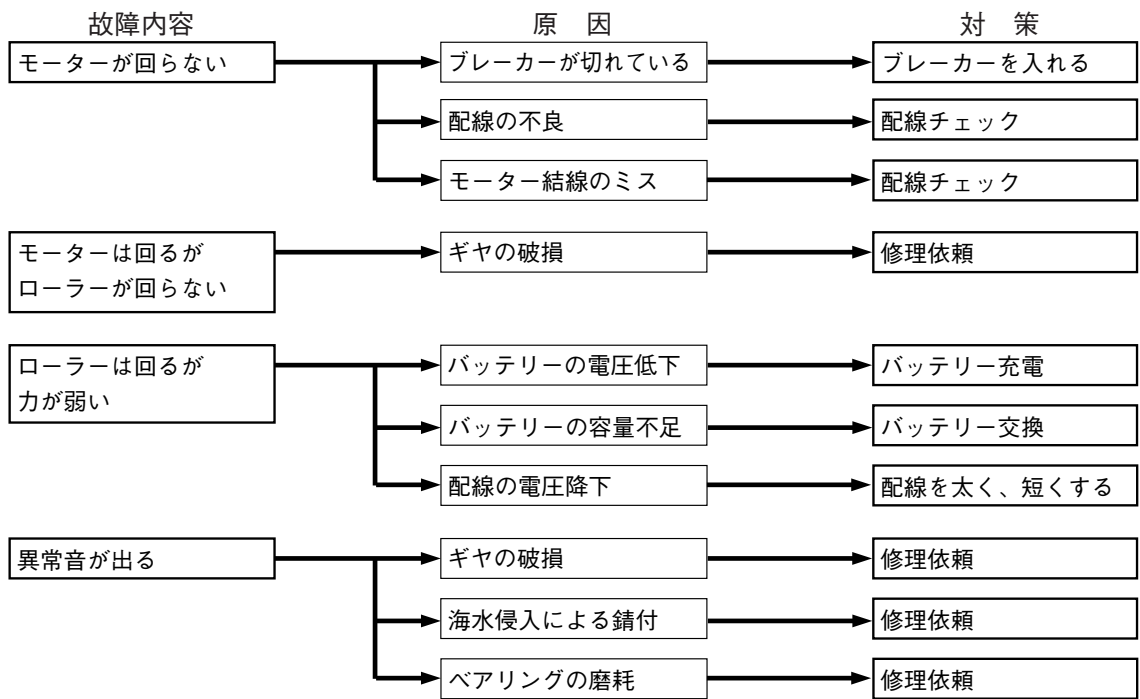 故障内容 原　因 対　策
モーターが回らない ブレーカーが切れている ブレーカーを入れる
配線の不良 配線チェック
モーター結線のミス 配線チェック
モーターは回るが ギヤの破損 修理依頼
ローラーが回らない
ローラーは回るが バッテリーの電圧低下 バッテリー充電
力が弱い
バッテリーの容量不足 バッテリー交換
配線の電圧降下 配線を太く、短くする
異常音が出る ギヤの破損 修理依頼
海水侵入による錆付 修理依頼
ベアリングの磨耗 修理依頼